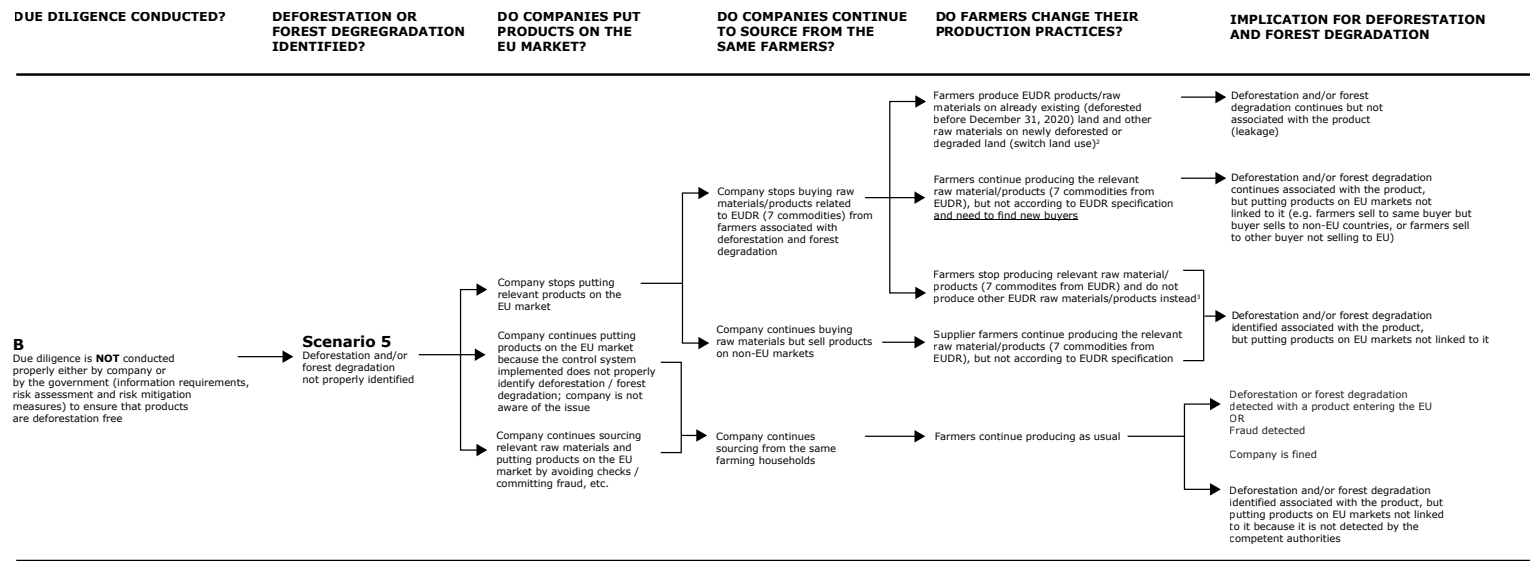 DUE DILIGENCE CONDUCTED?
DEFORESTATION OR
FOREST DEGREGRADATION
IDENTIFIED?
DO COMPANIES PUT
PRODUCTS ON THE
EU MARKET?
DO COMPANIES CONTINUE
TO SOURCE FROM THE
SAME FARMERS?
DO FARMERS CHANGE THEIR
PRODUCTION PRACTICES?
IMPLICATION FOR DEFORESTATION
AND FOREST DEGRADATION
B
Due diligence is NOT conducted
properly either by company or
by the government (information requirements,
risk assessment and risk mitigation
measures) to ensure that products
are deforestation free
Scenario 5
Deforestation and/or
forest degradation
not properly identified
Company stops putting
relevant products on the
EU market
Company continues putting
products on the EU market
because the control system
implemented does not properly
identify deforestation / forest
degradation; company is not
aware of the issue
Company continues sourcing
relevant raw materials and
putting products on the EU
market by avoiding checks /
committing fraud, etc.
Company stops buying raw
materials/products related
to EUDR (7 commodities) from
farmers associated with
deforestation and forest
degradation
Company continues buying
raw materials but sell products
on non-EU markets
Company continues
sourcing from the same
farming households
Farmers produce EUDR products/raw
materials on already existing (deforested
before December 31, 2020) land and other
raw materials on newly deforested or
degraded land (switch land use)²
Farmers continue producing the relevant
raw material/products (7 commodities from
EUDR), but not according to EUDR specification
and need to find new buyers
Farmers stop producing relevant raw material/
products (7 commodites from EUDR) and do not
produce other EUDR raw materials/products instead³
Supplier farmers continue producing the relevant
raw material/products (7 commodities from
EUDR), but not according to EUDR specification
Farmers continue producing as usual
Deforestation and/or forest
degradation continues but not
associated with the product
(leakage)
Deforestation and/or forest degradation
continues associated with the product,
but putting products on EU markets not
linked to it (e.g. farmers sell to same buyer but
buyer sells to non-EU countries, or farmers sell
to other buyer not selling to EU)
Deforestation and/or forest degradation
identified associated with the product,
but putting products on EU markets not linked to it
Deforestation or forest degradation
detected with a product entering the EU
OR
Fraud detected
Company is fined
Deforestation and/or forest degradation
identified associated with the product, but
putting products on EU markets not linked
to it because it is not detected by the
competent authorities